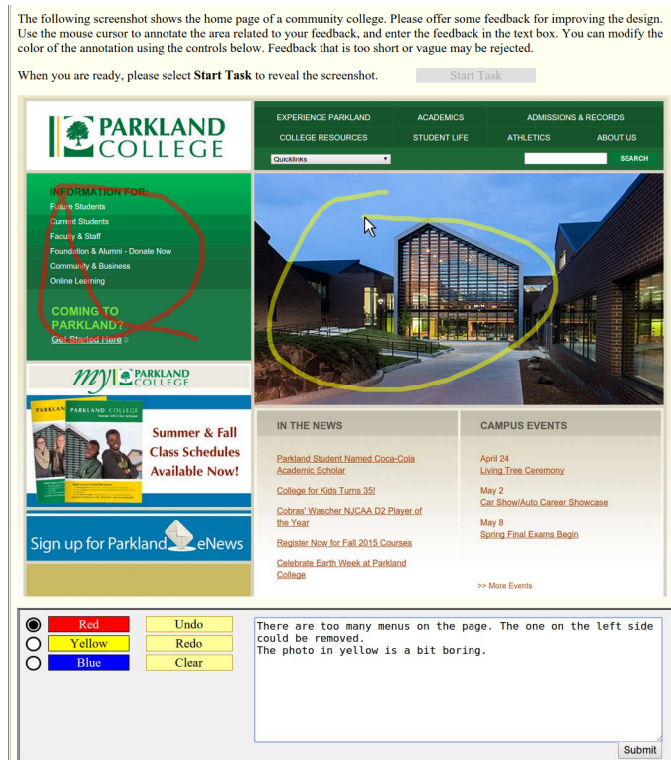 The following screenshot shows the home page of a community college. Please offer some feedback for improving the design.
Use the mouse cursor to annotate the area related to your feedback, and enter the feedback in the text box. You can modify the
color of the annotation using the controls below. Feedback that is too short or vague may be rejected.
When you are ready, please select Start Task to reveal the screenshot.
Start Task
PARKLAND
COLLEGE
EXPERIENCE PARKLAND ACADEMICS ADMISSIONS & RECORDS
COLLEGE RESOURCES STUDENT LIFE ATHLETICS ABOUT US
Quicklinks SEARCH
INFORMATION FOR:
Future Students
Current Students
Faculty & Staff
Foundation & Alumni - Donate Now
Community & Business
Online Learning
COMING TO
PARKLAND?
Get Started Here
my PARKLAND
COLLEGE
PARKLAN
PARKLAND COLLEGE
Summer & Fall
Class Schedules
Available Now!
Sign up for Parkland eNews
IN THE NEWS
Parkland Student Named Coca-Cola
Academic Scholar
College for Kids Turns 35!
Cobras' Wascher NJCAA D2 Player of
the Year
Register Now for Fall 2015 Courses
Celebrate Earth Week at Parkland
College
CAMPUS EVENTS
April 24
Living Tree Ceremony
May 2
Car Show/Auto Career Showcase
May 8
Spring Final Exams Begin
>> More Events
Red Undo
Yellow Redo
Blue Clear
There are too many menus on the page. The one on the left side
could be removed.
The photo in yellow is a bit boring.
Submit